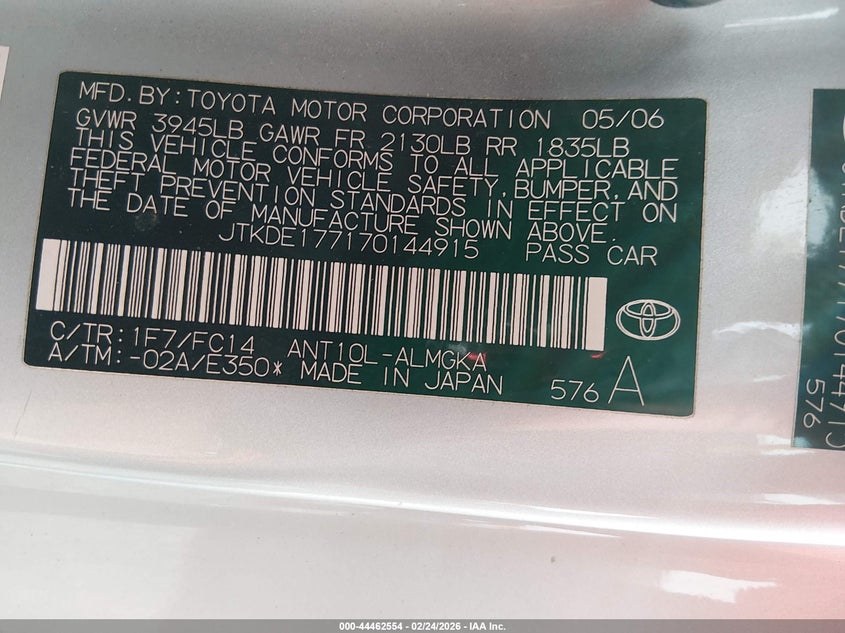 MFD.BY:TOYOTA MOTOR CORPORATION 05/06
GVWR 3945LB GAWR FR 2130LB RR 1835LB
THIS VEHICLE CONFORMS TO ALL APPLICABLE
FEDERAL MOTOR VEHICLE SAFETY, BUMPER, AND
THEFT PREVENTION STANDARDS IN EFFECT ON
THE DATE OF MANUFACTURE SHOWN ABOVE.
JTKDE177170144915 PASS CAR
C/TR:1F7/FC14 ANT10L-ALMGKA
A/TM:-02A/E350* MADE IN JAPAN 576 A
576
000-44462554 - 02/24/2026 - IAA Inc.